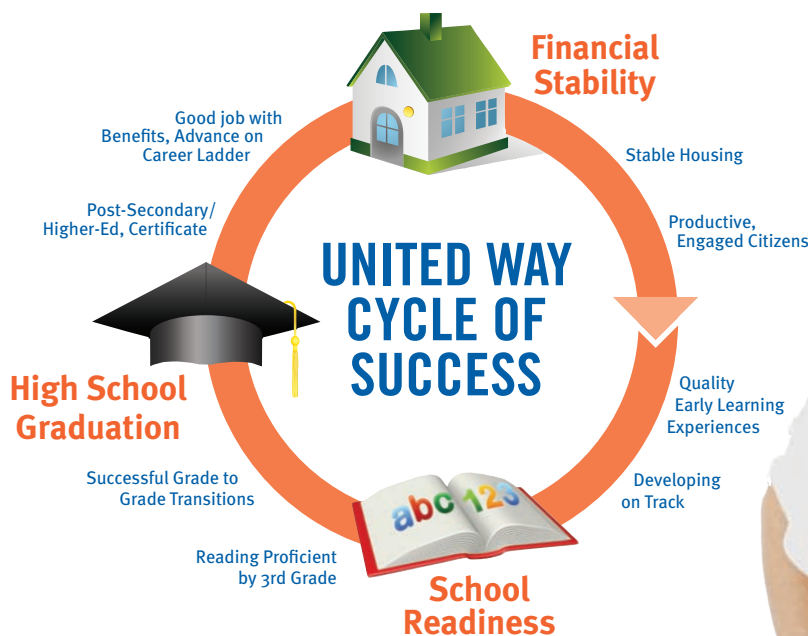 Financial
Stability
Stable Housing
Productive,
Engaged Citizens
Quality
Early Learning
Experiences
Developing
on Track
School
Readiness
abc 123
Reading Proficient
by 3rd Grade
Successful Grade to
Grade Transitions
High School
Graduation
Post-Secondary/
Higher-Ed, Certificate
Good job with
Benefits, Advance on
Career Ladder
UNITED WAY
CYCLE OF
SUCCESS